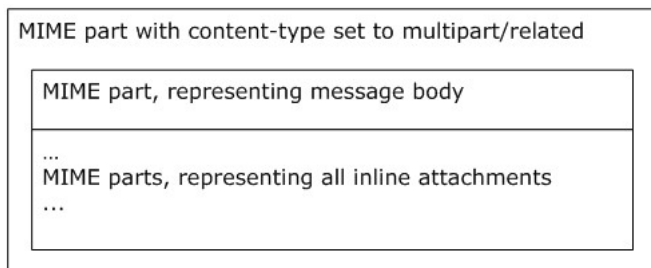 MIME part with content-type set to multipart/related
MIME part, representing message body
...
MIME parts, representing all inline attachments
...